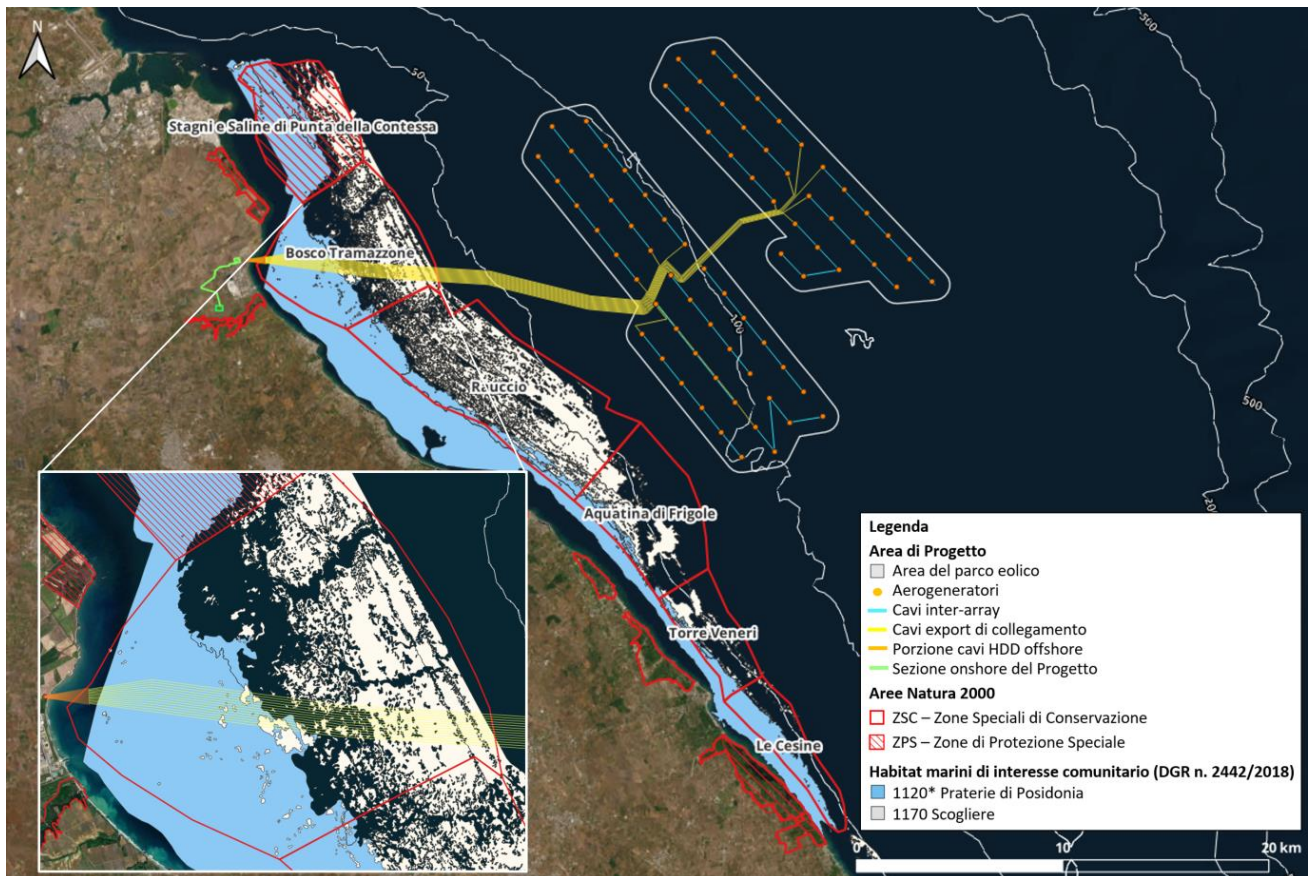 N
50
500
Stagni e Saline di Punta della Contessa
Bosco Tramazzone
100
Rauccio
500
Aquatina di Frigole
Torre Veneri
Le Cesine
Legenda
Area di Progetto
Area del parco eolico
Aerogeneratori
Cavi inter-array
Cavi export di collegamento
Porzione cavi HDD offshore
Sezione onshore del Progetto
Aree Natura 2000
ZSC – Zone Speciali di Conservazione
ZPS – Zone di Protezione Speciale
Habitat marini di interesse comunitario (DGR n. 2442/2018)
1120* Praterie di Posidonia
1170 Scogliere
0 10 20 km